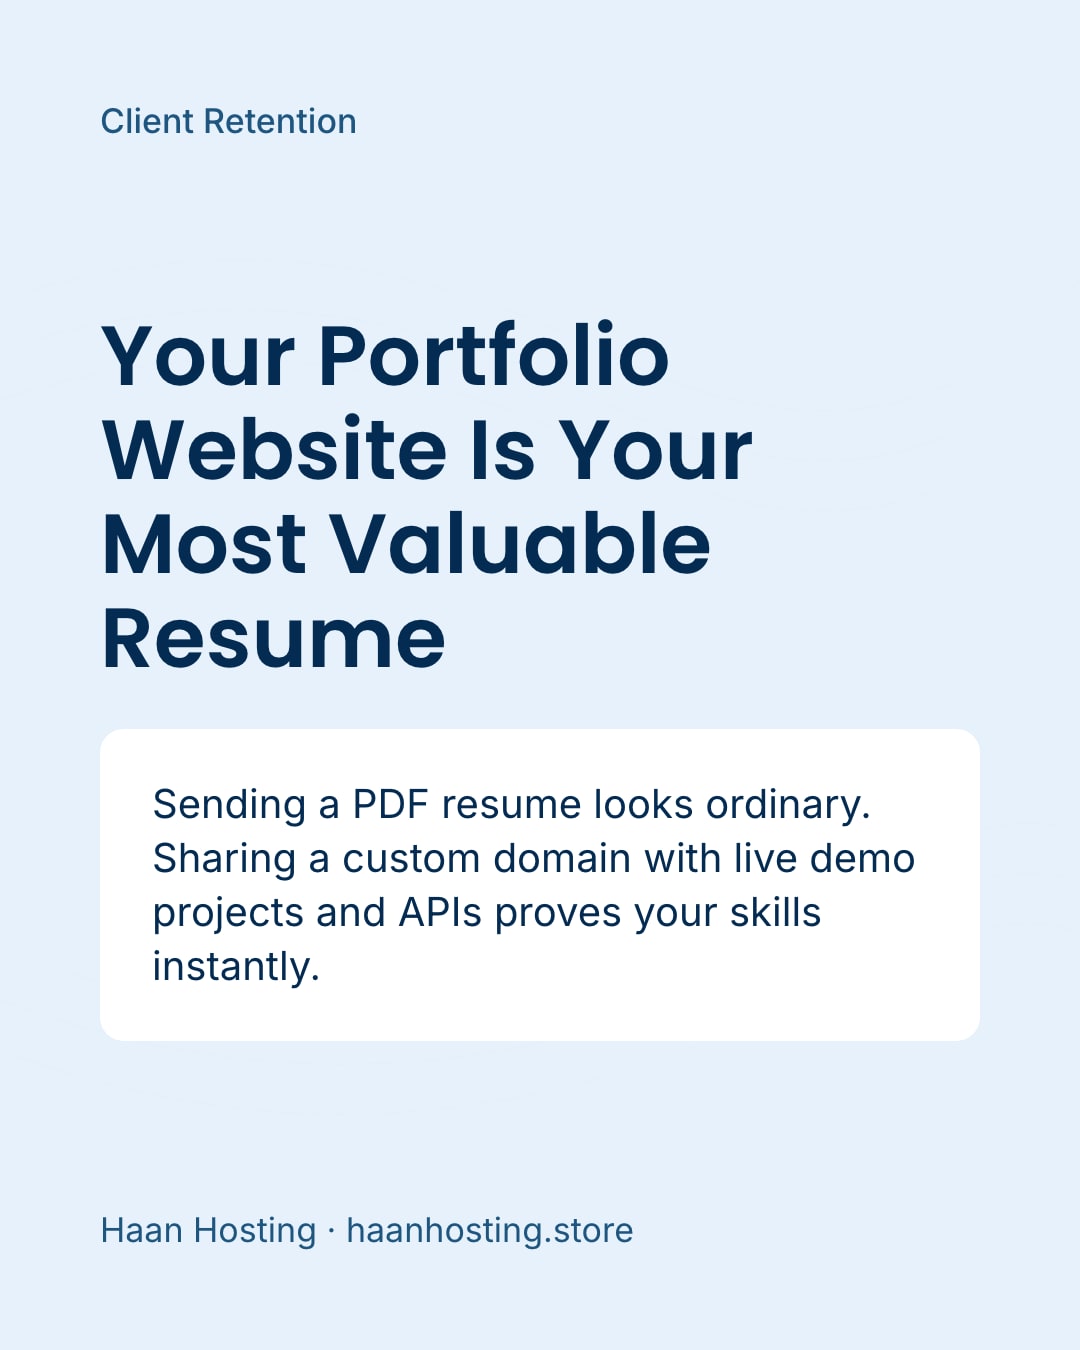 Client Retention
Your Portfolio
Website Is Your
Most Valuable
Resume
Sending a PDF resume looks ordinary.
Sharing a custom domain with live demo
projects and APIs proves your skills
instantly.
Haan Hosting · haanhosting.store